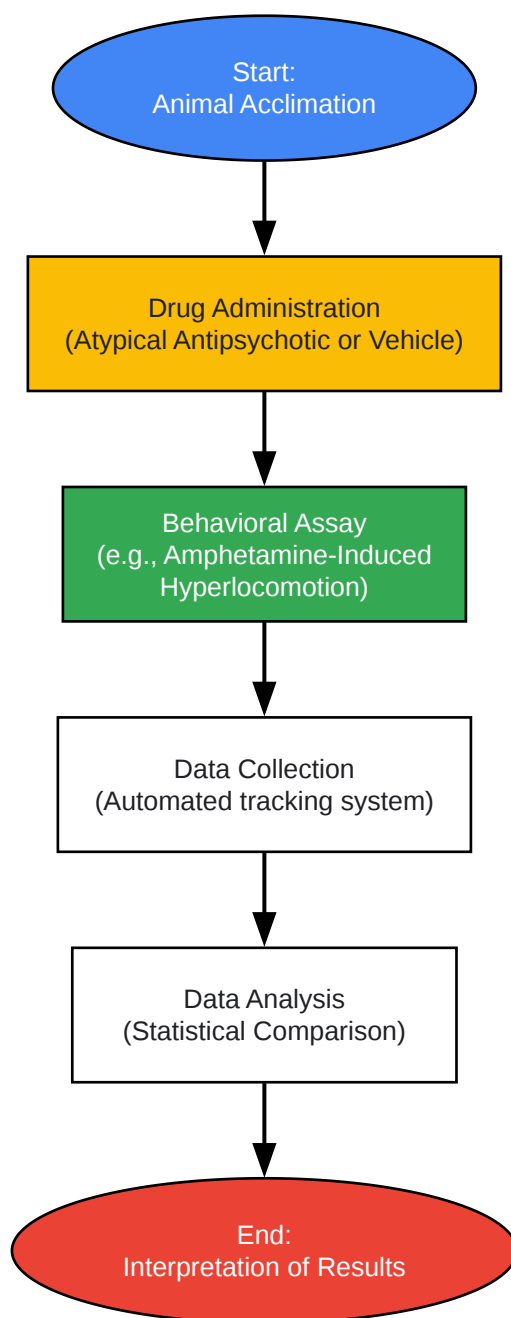 Start:
Animal Acclimation
Drug Administration
(Atypical Antipsychotic or Vehicle)
Behavioral Assay
(e.g., Amphetamine-Induced
Hyperlocomotion)
Data Collection
(Automated tracking system)
Data Analysis
(Statistical Comparison)
End:
Interpretation of Results